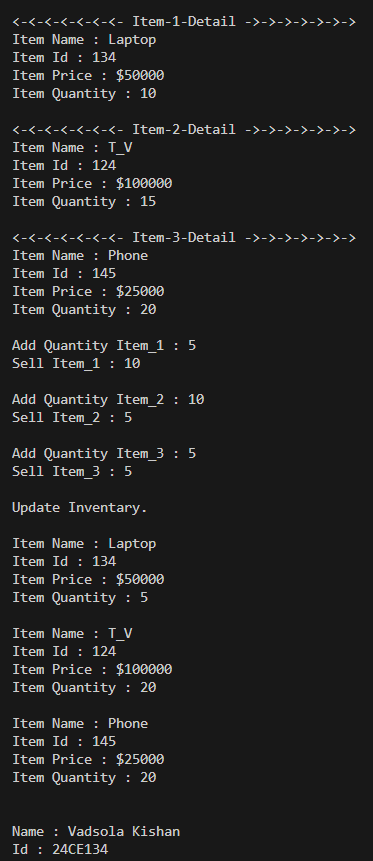 <-<-<-<-<-<-<- Item-1-Detail ->->->->->->->
Item Name : Laptop
Item Id : 134
Item Price : $50000
Item Quantity : 10
<-<-<-<-<-<-<- Item-2-Detail ->->->->->->->
Item Name : T_V
Item Id : 124
Item Price : $100000
Item Quantity : 15
<-<-<-<-<-<-<- Item-3-Detail ->->->->->->->
Item Name : Phone
Item Id : 145
Item Price : $25000
Item Quantity : 20
Add Quantity Item_1 : 5
Sell Item_1 : 10
Add Quantity Item_2 : 10
Sell Item_2 : 5
Add Quantity Item_3 : 5
Sell Item_3 : 5
Update Inventary.
Item Name : Laptop
Item Id : 134
Item Price : $50000
Item Quantity : 5
Item Name : T_V
Item Id : 124
Item Price : $100000
Item Quantity : 20
Item Name : Phone
Item Id : 145
Item Price : $25000
Item Quantity : 20
Name : Vadsola Kishan
Id : 24CE134